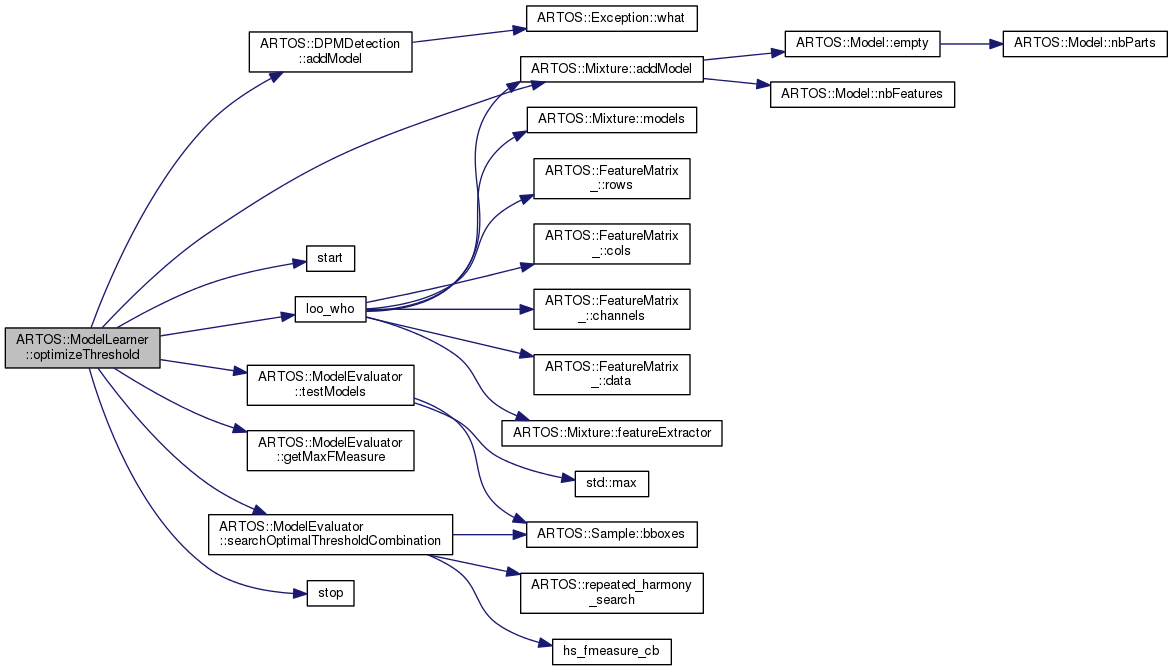 ARTOS::ModelLearner
::optimizeThreshold
ARTOS::DPMDetection
::addModel
ARTOS::Exception::what
ARTOS::Mixture::addModel
ARTOS::Model::empty
ARTOS::Model::nbParts
ARTOS::Model::nbFeatures
start
loo_who
ARTOS::Mixture::models
ARTOS::FeatureMatrix
_::rows
ARTOS::FeatureMatrix
_::cols
ARTOS::FeatureMatrix
_::channels
ARTOS::FeatureMatrix
_::data
ARTOS::Mixture::featureExtractor
ARTOS::ModelEvaluator
::testModels
std::max
ARTOS::Sample::bboxes
ARTOS::ModelEvaluator
::getMaxFMeasure
ARTOS::ModelEvaluator
::searchOptimalThresholdCombination
ARTOS::repeated_harmony
_search
hs_fmeasure_cb
stop